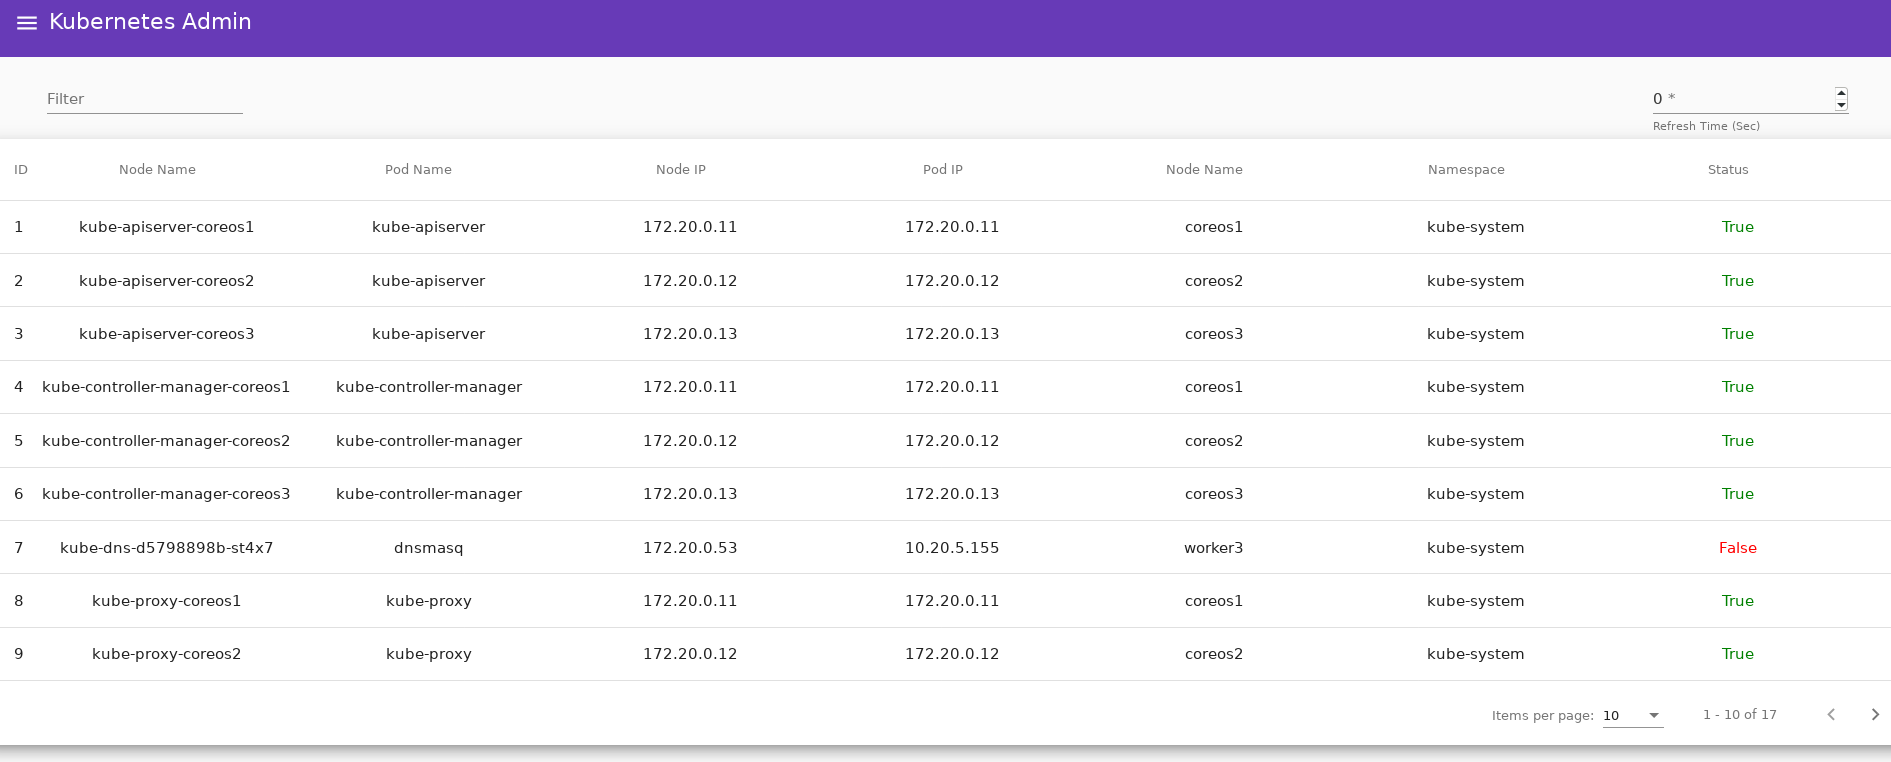 Kubernetes Admin
Filter
0 *
Refresh Time (Sec)
ID Node Name Pod Name Node IP Pod IP Node Name Namespace Status
1 kube-apiserver-coreos1 kube-apiserver 172.20.0.11 172.20.0.11 coreos1 kube-system True
2 kube-apiserver-coreos2 kube-apiserver 172.20.0.12 172.20.0.12 coreos2 kube-system True
3 kube-apiserver-coreos3 kube-apiserver 172.20.0.13 172.20.0.13 coreos3 kube-system True
4 kube-controller-manager-coreos1 kube-controller-manager 172.20.0.11 172.20.0.11 coreos1 kube-system True
5 kube-controller-manager-coreos2 kube-controller-manager 172.20.0.12 172.20.0.12 coreos2 kube-system True
6 kube-controller-manager-coreos3 kube-controller-manager 172.20.0.13 172.20.0.13 coreos3 kube-system True
7 kube-dns-d5798898b-st4x7 dnsmasq 172.20.0.53 10.20.5.155 worker3 kube-system False
8 kube-proxy-coreos1 kube-proxy 172.20.0.11 172.20.0.11 coreos1 kube-system True
9 kube-proxy-coreos2 kube-proxy 172.20.0.12 172.20.0.12 coreos2 kube-system True
Items per page: 10 1 - 10 of 17